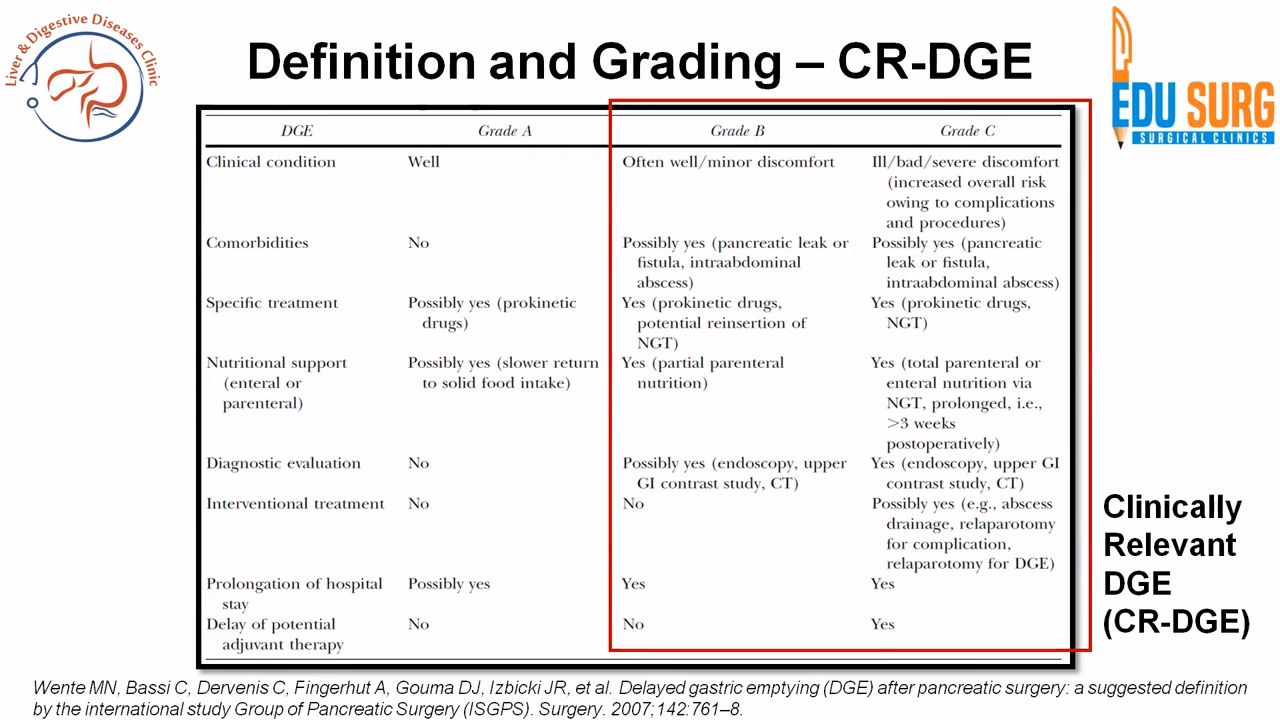 Liver & Digestive Diseases Clinic
Definition and Grading – CR-DGE
EDU SURG
SURGICAL CLINICS
DGE Grade A Grade B Grade C
Clinical condition Well Often well/minor discomfort Ill/bad/severe discomfort
(increased overall risk
owing to complications
and procedures)
Comorbidities No Possibly yes (pancreatic leak or Possibly yes (pancreatic
fistula, intraabdominal leak or fistula,
abscess) intraabdominal abscess)
Specific treatment Possibly yes (prokinetic Yes (prokinetic drugs, Yes (prokinetic drugs,
drugs) potential reinsertion of NGT)
NGT)
Nutritional support Possibly yes (slower return Yes (partial parenteral Yes (total parenteral or
(enteral or to solid food intake) nutrition) enteral nutrition via
parenteral) NGT, prolonged, i.e.,
>3 weeks
postoperatively)
Diagnostic evaluation No Possibly yes (endoscopy, upper Yes (endoscopy, upper GI
GI contrast study, CT) contrast study, CT)
Interventional treatment No No Possibly yes (e.g., abscess
drainage, relaparotomy
for complication,
relaparotomy for DGE)
Prolongation of hospital Possibly yes Yes Yes
stay
Delay of potential No No Yes
adjuvant therapy
Clinically
Relevant
DGE
(CR-DGE)
Wente MN, Bassi C, Dervenis C, Fingerhut A, Gouma DJ, Izbicki JR, et al. Delayed gastric emptying (DGE) after pancreatic surgery: a suggested definition
by the international study Group of Pancreatic Surgery (ISGPS). Surgery. 2007;142:761–8.